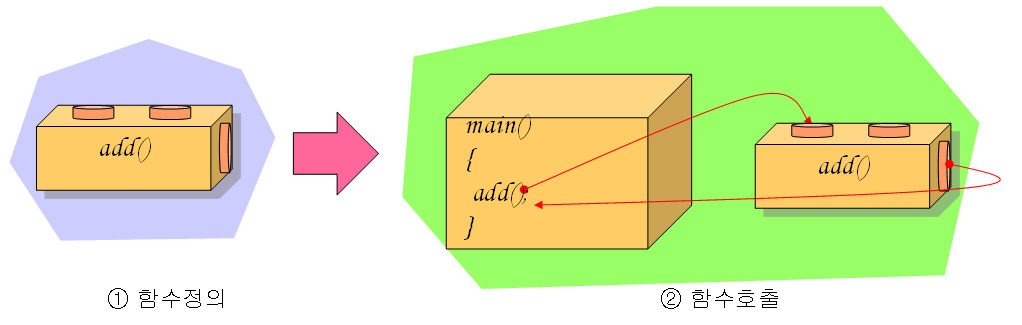 add()
① 함수정의
main()
{
add();
}
add()
② 함수호출